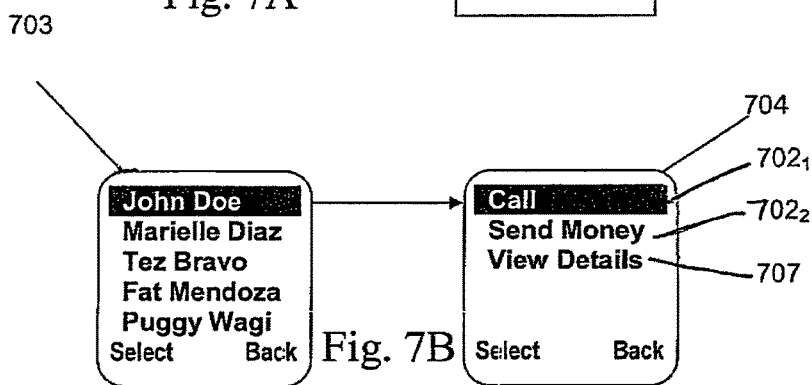 Fig. 7A
703
704
702₁
702₂
707
John Doe
Marielle Diaz
Tez Bravo
Fat Mendoza
Puggy Wagi
Select Back
Call
Send Money
View Details
Select Back
Fig. 7B